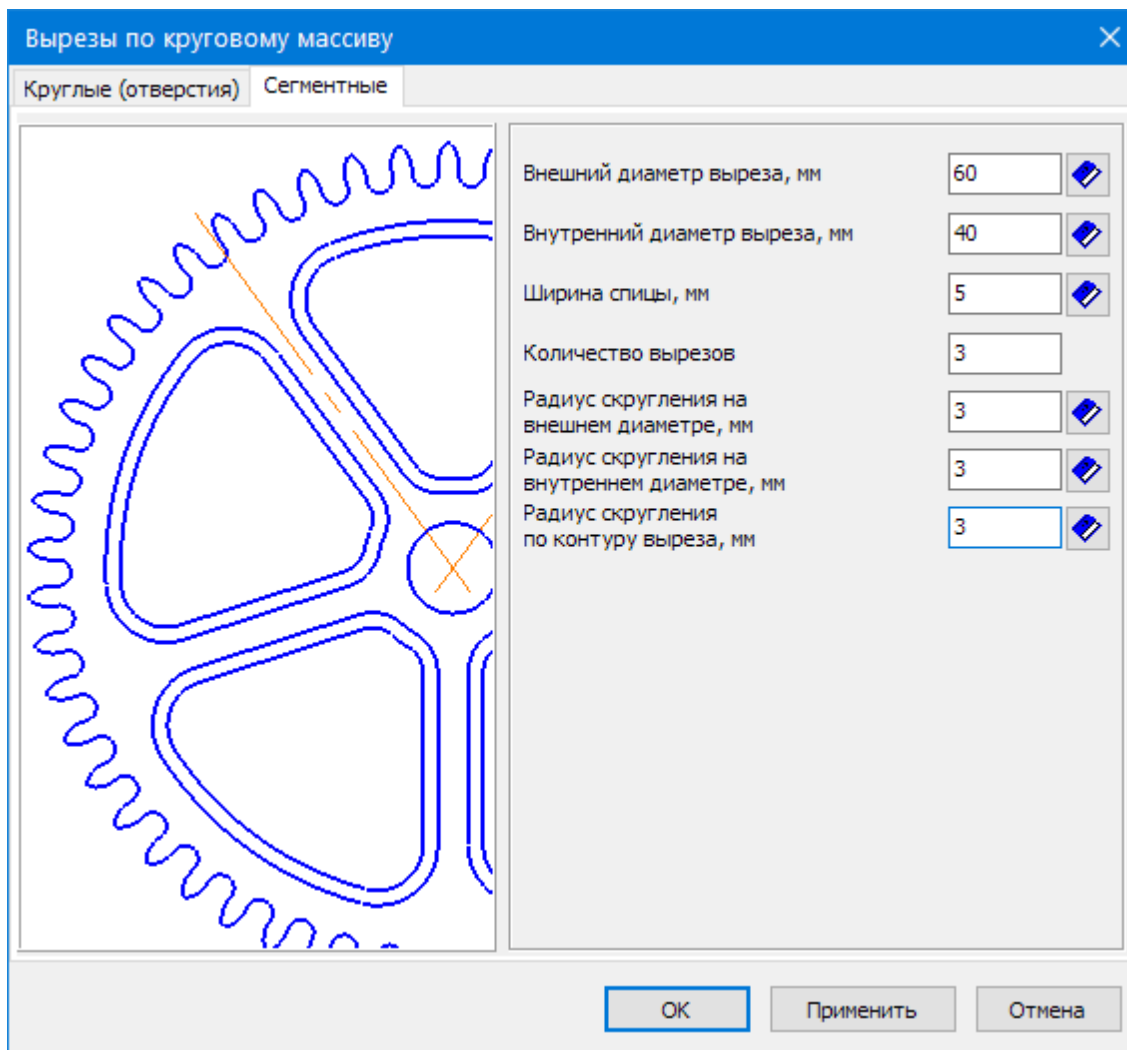 Вырезы по круговому массиву
Круглые (отверстия) Сегментные
Внешний диаметр выреза, мм 60
Внутренний диаметр выреза, мм 40
Ширина спицы, мм 5
Количество вырезов 3
Радиус скругления на
внешнем диаметре, мм 3
Радиус скругления на
внутреннем диаметре, мм 3
Радиус скругления
по контуру выреза, мм 3
OK Применить Отмена